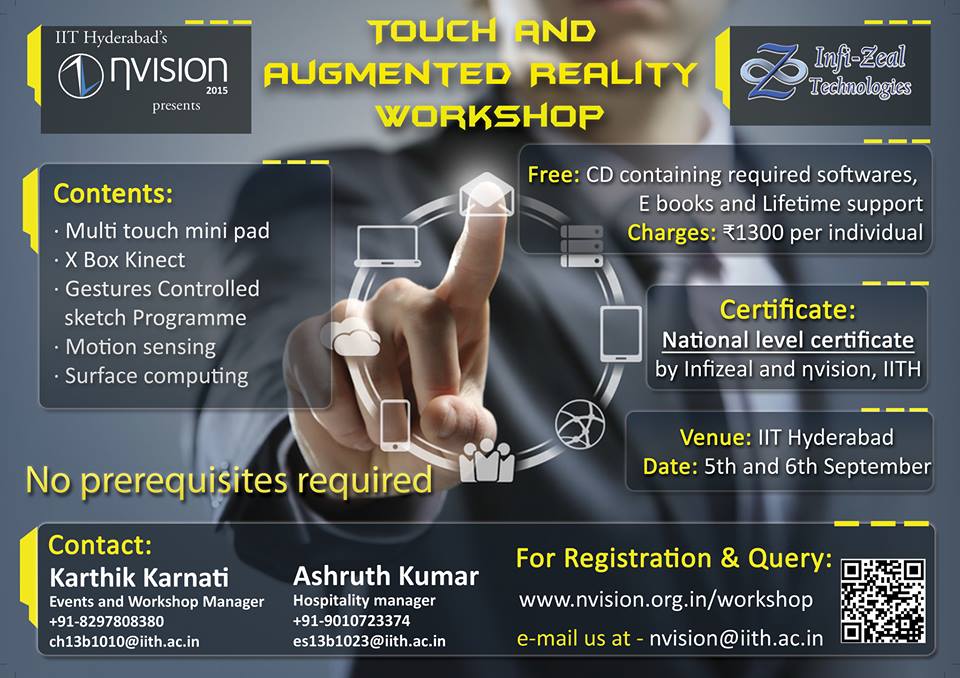 IIT Hyderabad's
ηvision
2015
presents
TOUCH AND
AUGMENTED REALITY
WORKSHOP
Infi-Zeal
Technologies
Contents:
· Multi touch mini pad
· X Box Kinect
· Gestures Controlled
sketch Programme
· Motion sensing
· Surface computing
Free: CD containing required softwares,
E books and Lifetime support
Charges: ₹1300 per individual
Certificate:
National level certificate
by Infizeal and ηvision, IITH
Venue: IIT Hyderabad
Date: 5th and 6th September
No prerequisites required
Contact:
Karthik Karnati
Events and Workshop Manager
+91-8297808380
ch13b1010@iith.ac.in
Ashruth Kumar
Hospitality manager
+91-9010723374
es13b1023@iith.ac.in
For Registration & Query:
www.nvision.org.in/workshop
e-mail us at - nvision@iith.ac.in